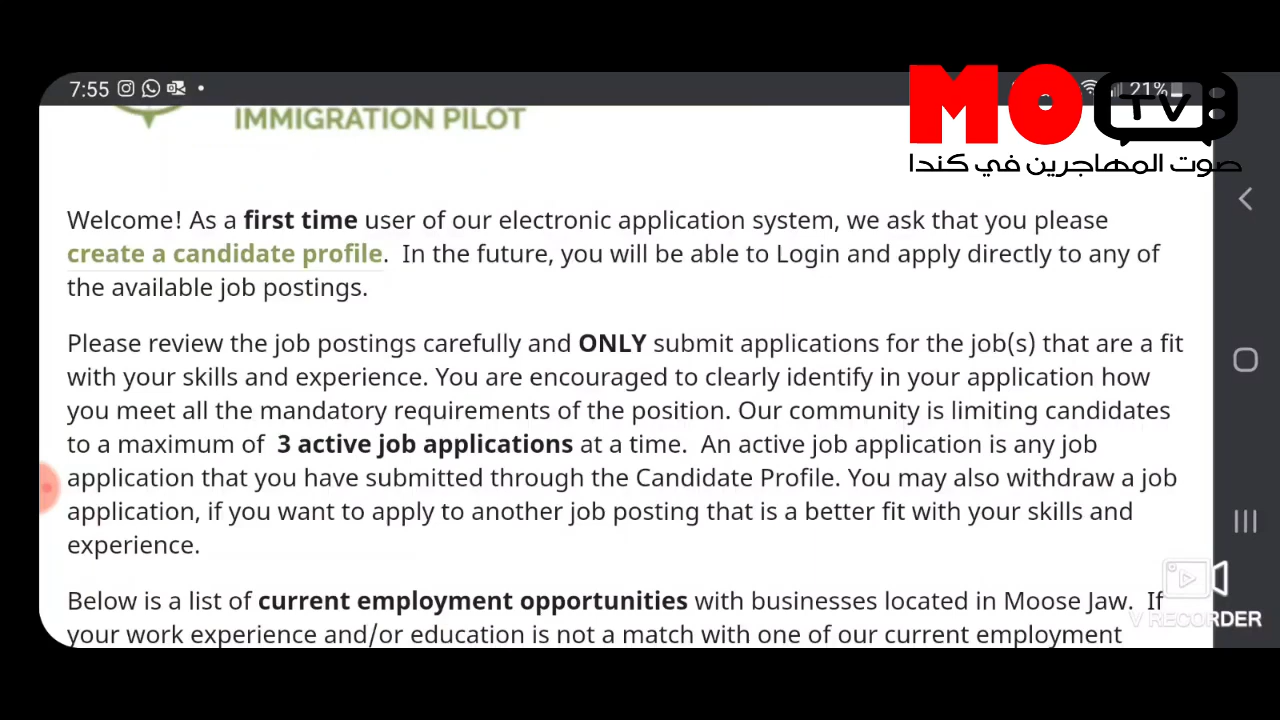 7:55
21%
MO TV
صوت المهاجرين في كندا
IMMIGRATION PILOT
Welcome! As a first time user of our electronic application system, we ask that you please
create a candidate profile. In the future, you will be able to Login and apply directly to any of
the available job postings.
Please review the job postings carefully and ONLY submit applications for the job(s) that are a fit
with your skills and experience. You are encouraged to clearly identify in your application how
you meet all the mandatory requirements of the position. Our community is limiting candidates
to a maximum of 3 active job applications at a time. An active job application is any job
application that you have submitted through the Candidate Profile. You may also withdraw a job
application, if you want to apply to another job posting that is a better fit with your skills and
experience.
Below is a list of current employment opportunities with businesses located in Moose Jaw. If
your work experience and/or education is not a match with one of our current employment
V RECORDER